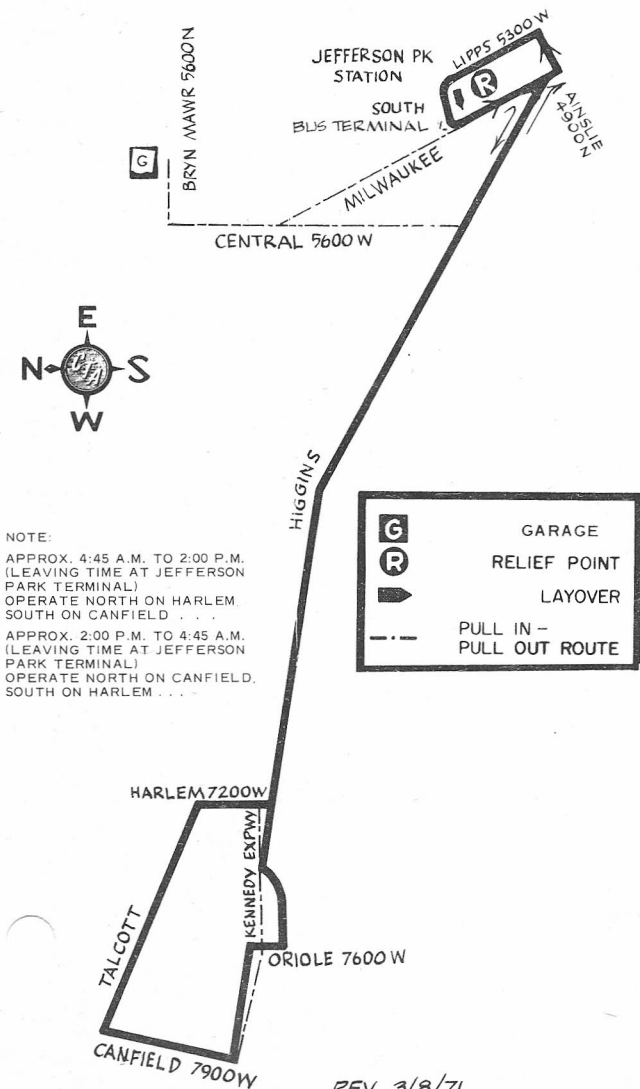 LIPPS 5300 W
JEFFERSON PK
STATION
R
SOUTH
BUS TERMINAL
AINSLIE
4900 N
BRYN MAWR 5600N
G
MILWAUKEE
CENTRAL 5600 W
E
N S
W
HIGGINS
G GARAGE
R RELIEF POINT
LAYOVER
PULL IN –
PULL OUT ROUTE
NOTE:
APPROX. 4:45 A.M. TO 2:00 P.M.
(LEAVING TIME AT JEFFERSON
PARK TERMINAL)
OPERATE NORTH ON HARLEM
SOUTH ON CANFIELD . . .
APPROX. 2:00 P.M. TO 4:45 A.M.
(LEAVING TIME AT JEFFERSON
PARK TERMINAL)
OPERATE NORTH ON CANFIELD,
SOUTH ON HARLEM . . .
HARLEM 7200W
KENNEDY EXPWY
TALCOTT
ORIOLE 7600 W
CANFIELD 7900W
REV. 3/8/71